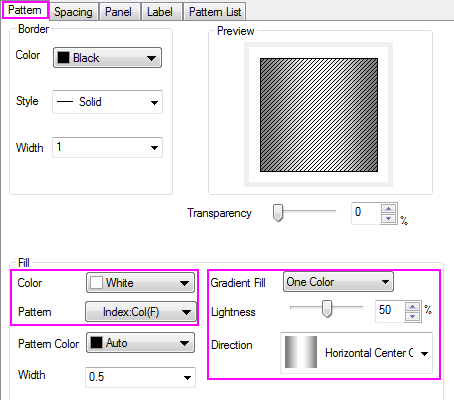 Pattern Spacing Panel Label Pattern List
Border
Color Black
Style Solid
Width 1
Preview
Transparency 0 %
Fill
Color White
Pattern Index:Col(F)
Pattern Color Auto
Width 0.5
Gradient Fill One Color
Lightness 50 %
Direction Horizontal Center C